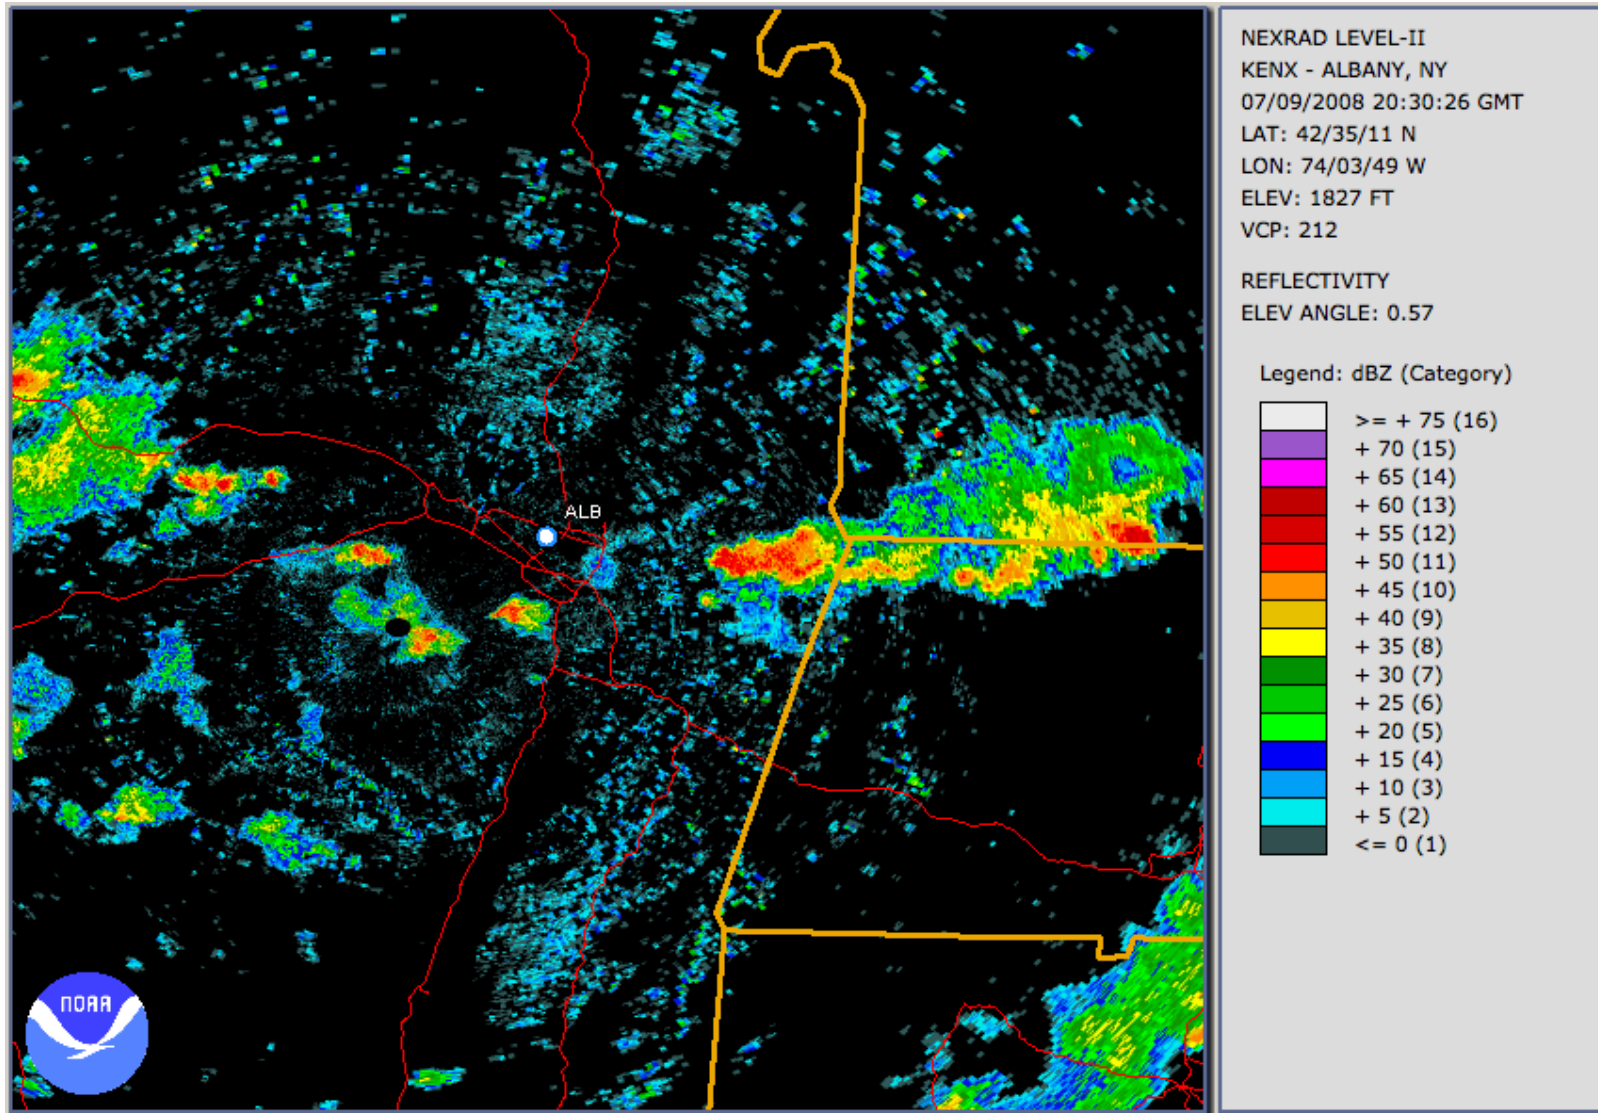 ALB
NOAA
NEXRAD LEVEL-II
KENX - ALBANY, NY
07/09/2008 20:30:26 GMT
LAT: 42/35/11 N
LON: 74/03/49 W
ELEV: 1827 FT
VCP: 212
REFLECTIVITY
ELEV ANGLE: 0.57
Legend: dBZ (Category)
>= + 75 (16)
+ 70 (15)
+ 65 (14)
+ 60 (13)
+ 55 (12)
+ 50 (11)
+ 45 (10)
+ 40 (9)
+ 35 (8)
+ 30 (7)
+ 25 (6)
+ 20 (5)
+ 15 (4)
+ 10 (3)
+ 5 (2)
<= 0 (1)